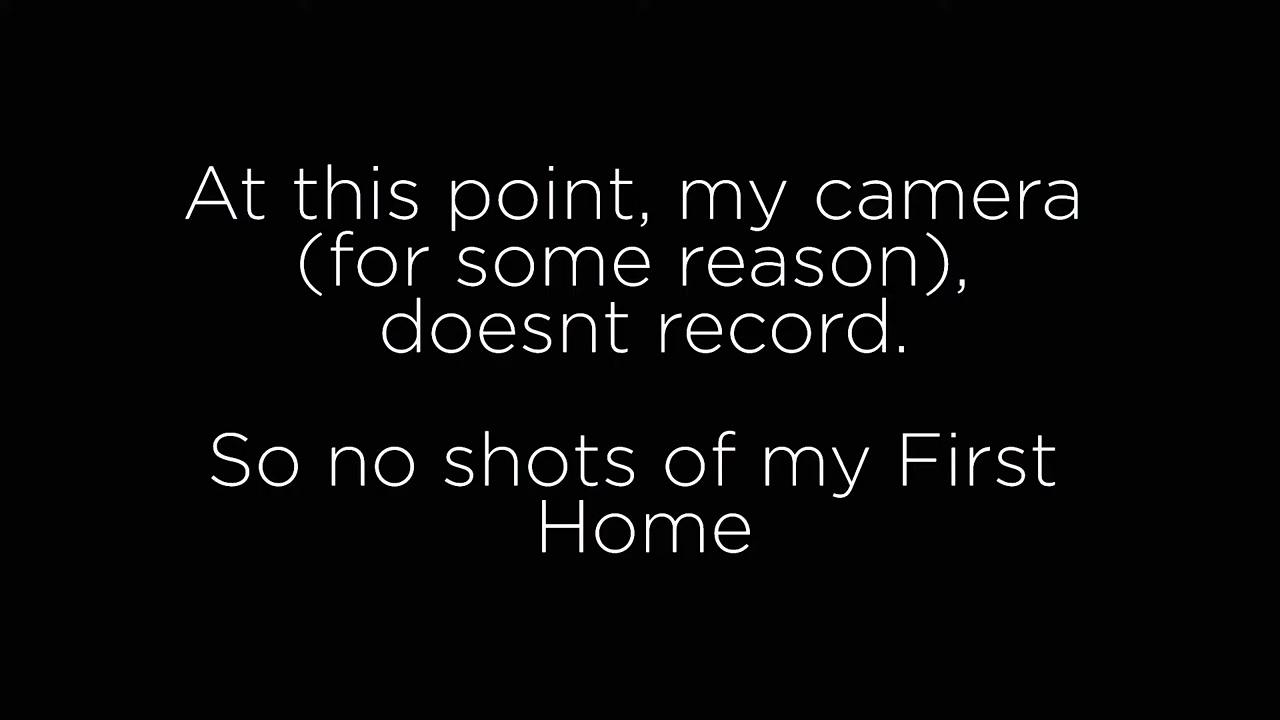 At this point, my camera
(for some reason),
doesnt record.
So no shots of my First
Home